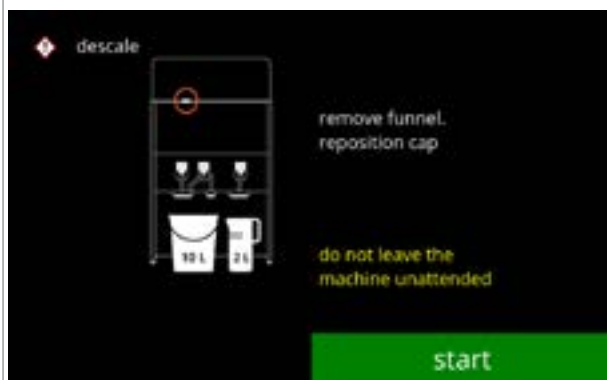 descale
remove funnel.
reposition cap
10 L
2 L
do not leave the
machine unattended
start